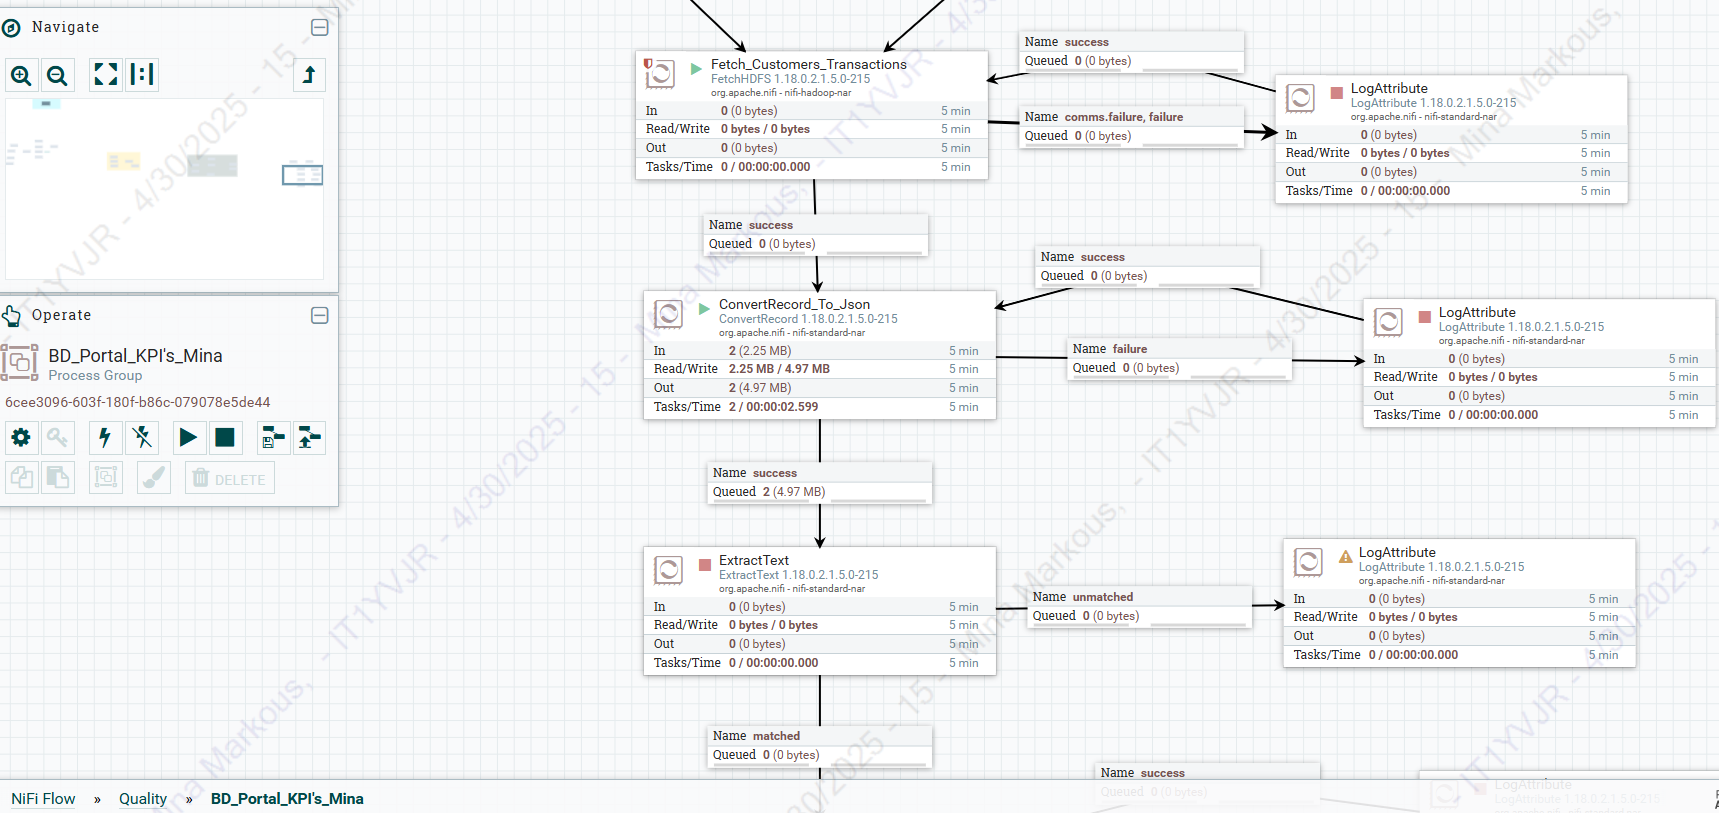 Navigate
Operate
BD_Portal_KPI's_Mina
Process Group
6cee3096-603f-180f-b86c-079078e5de44
DELETE
Fetch_Customers_Transactions
FetchHDFS 1.18.0.2.1.5.0-215
org.apache.nifi - nifi-hadoop-nar
In 0 (0 bytes) 5 min
Read/Write 0 bytes / 0 bytes 5 min
Out 0 (0 bytes) 5 min
Tasks/Time 0 / 00:00:00.000 5 min
Name success
Queued 0 (0 bytes)
Name comms.failure, failure
Queued 0 (0 bytes)
LogAttribute
LogAttribute 1.18.0.2.1.5.0-215
org.apache.nifi - nifi-standard-nar
In 0 (0 bytes) 5 min
Read/Write 0 bytes / 0 bytes 5 min
Out 0 (0 bytes) 5 min
Tasks/Time 0 / 00:00:00.000 5 min
Name success
Queued 0 (0 bytes)
Name success
Queued 0 (0 bytes)
ConvertRecord_To_Json
ConvertRecord 1.18.0.2.1.5.0-215
org.apache.nifi - nifi-standard-nar
In 2 (2.25 MB) 5 min
Read/Write 2.25 MB / 4.97 MB 5 min
Out 2 (4.97 MB) 5 min
Tasks/Time 2 / 00:00:02.599 5 min
Name failure
Queued 0 (0 bytes)
LogAttribute
LogAttribute 1.18.0.2.1.5.0-215
org.apache.nifi - nifi-standard-nar
In 0 (0 bytes) 5 min
Read/Write 0 bytes / 0 bytes 5 min
Out 0 (0 bytes) 5 min
Tasks/Time 0 / 00:00:00.000 5 min
Name success
Queued 2 (4.97 MB)
ExtractText
ExtractText 1.18.0.2.1.5.0-215
org.apache.nifi - nifi-standard-nar
In 0 (0 bytes) 5 min
Read/Write 0 bytes / 0 bytes 5 min
Out 0 (0 bytes) 5 min
Tasks/Time 0 / 00:00:00.000 5 min
Name unmatched
Queued 0 (0 bytes)
LogAttribute
LogAttribute 1.18.0.2.1.5.0-215
org.apache.nifi - nifi-standard-nar
In 0 (0 bytes) 5 min
Read/Write 0 bytes / 0 bytes 5 min
Out 0 (0 bytes) 5 min
Tasks/Time 0 / 00:00:00.000 5 min
Name matched
Queued 0 (0 bytes)
Name success
Queued 0 (0 bytes)
LogAttribute
LogAttribute 1.18.0.2.1.5.0-215
org.apache.nifi - nifi-standard-nar
NiFi Flow » Quality » BD_Portal_KPI's_Mina
Mina Markous, - IT1YVJR - 4/30/2025 - 15